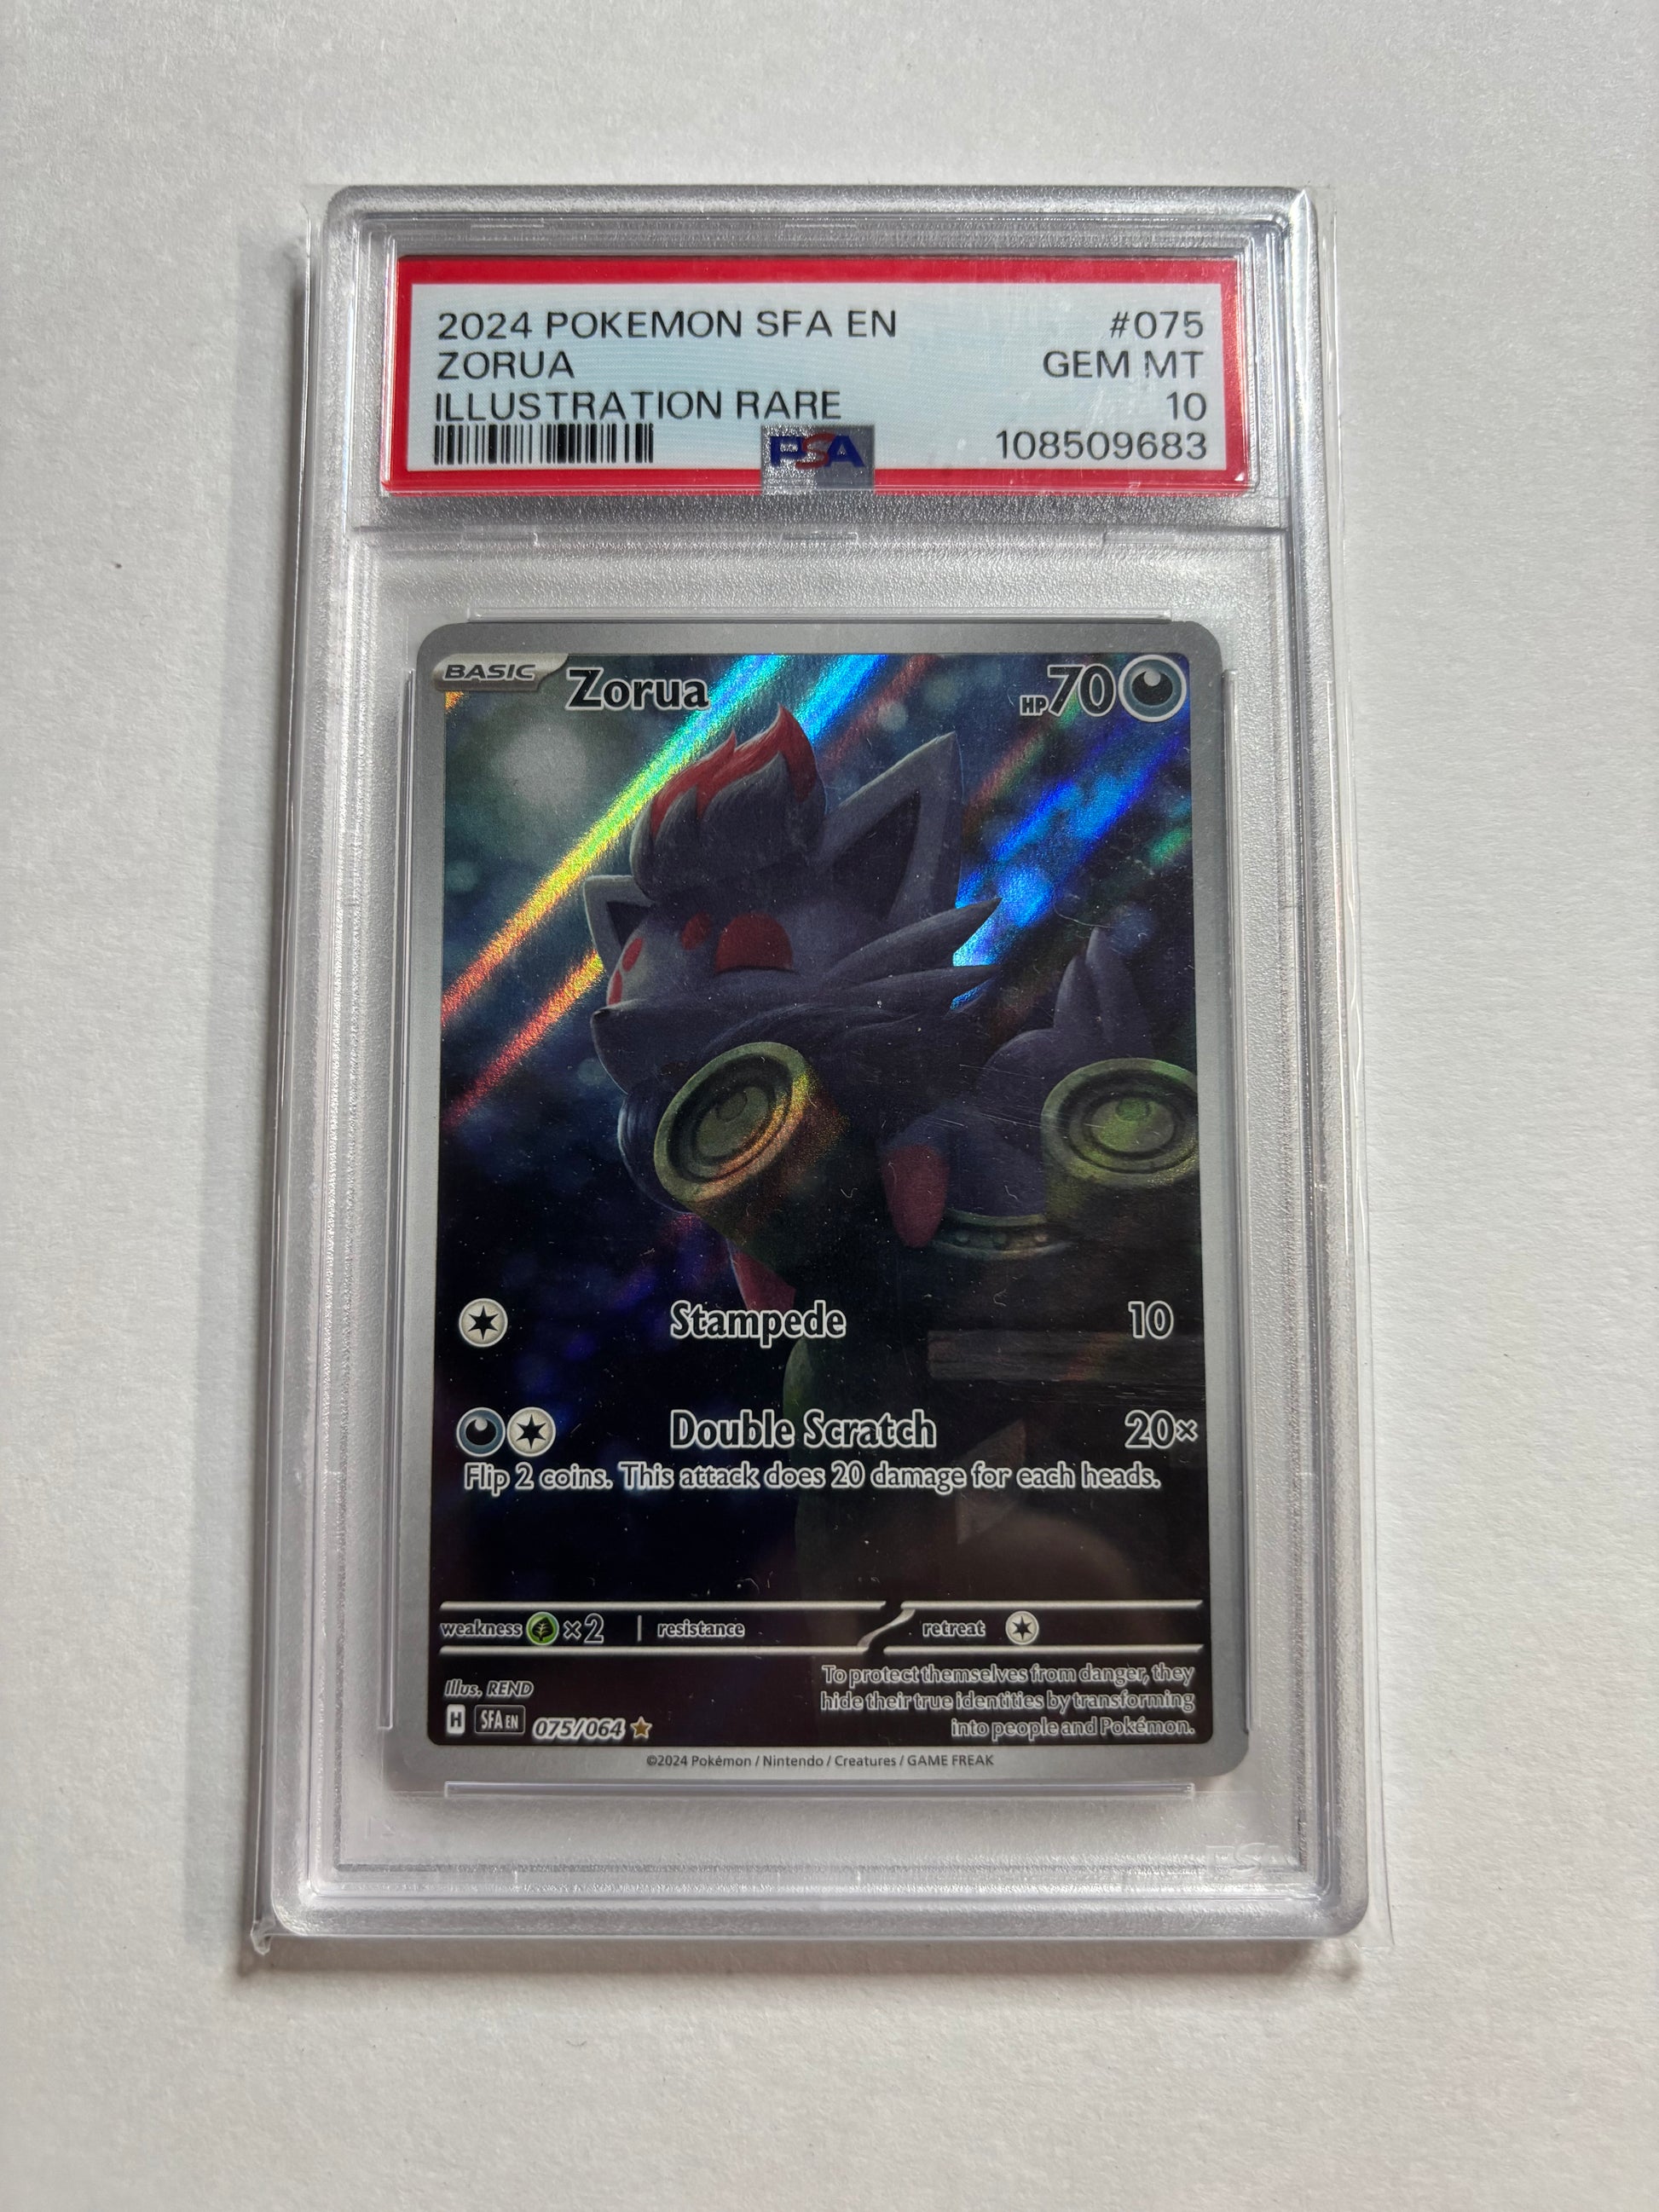 2024 POKEMON SFA EN #075
ZORUA GEM MT
ILLUSTRATION RARE 10
PSA 108509683
BASIC Zorua HP 70
Stampede 10
Double Scratch 20×
Flip 2 coins. This attack does 20 damage for each heads.
weakness ×2 resistance retreat
Illus. REND
To protect themselves from danger, they
hide their true identities by transforming
into people and Pokémon.
H SFA EN 075/064
©2024 Pokémon / Nintendo / Creatures / GAME FREAK
PSA